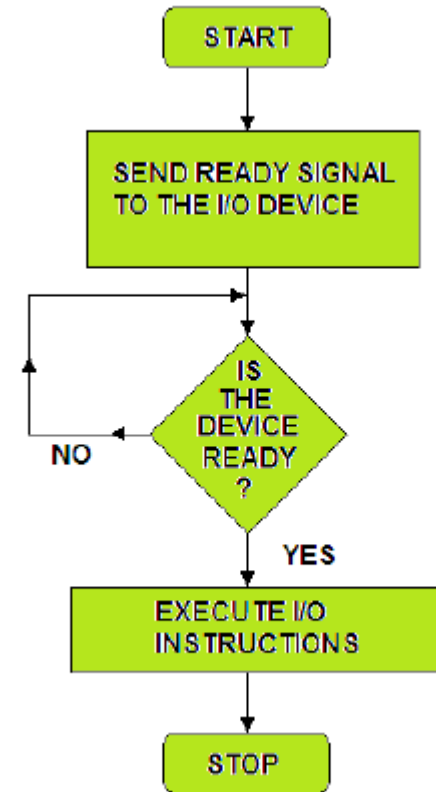 START
SEND READY SIGNAL
TO THE I/O DEVICE
IS
THE
DEVICE
READY
?
NO
YES
EXECUTE I/O
INSTRUCTIONS
STOP